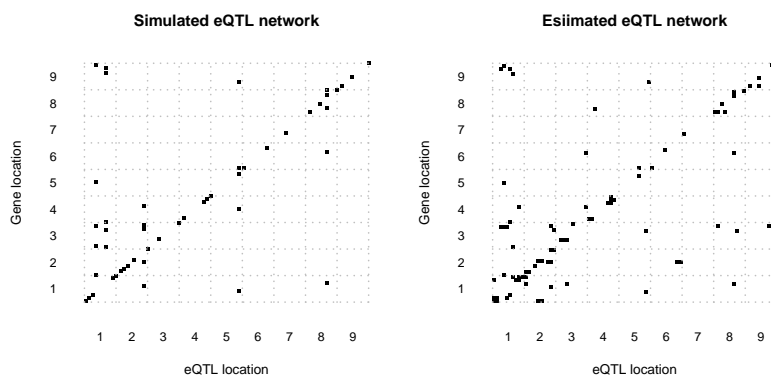 Simulated eQTL network
Gene location
9
8
7
6
5
4
3
2
1
1 2 3 4 5 6 7 8 9
eQTL location
Esiimated eQTL network
Gene location
9
8
7
6
5
4
3
2
1
1 2 3 4 5 6 7 8 9
eQTL location